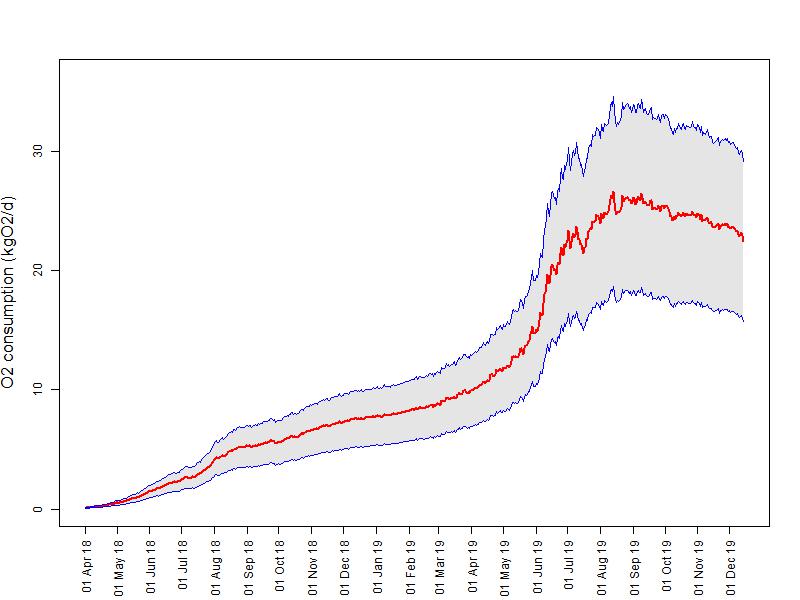 O2 consumption (kgO2/d)
30
20
10
0
01 Apr 18
01 May 18
01 Jun 18
01 Jul 18
01 Aug 18
01 Sep 18
01 Oct 18
01 Nov 18
01 Dec 18
01 Jan 19
01 Feb 19
01 Mar 19
01 Apr 19
01 May 19
01 Jun 19
01 Jul 19
01 Aug 19
01 Sep 19
01 Oct 19
01 Nov 19
01 Dec 19